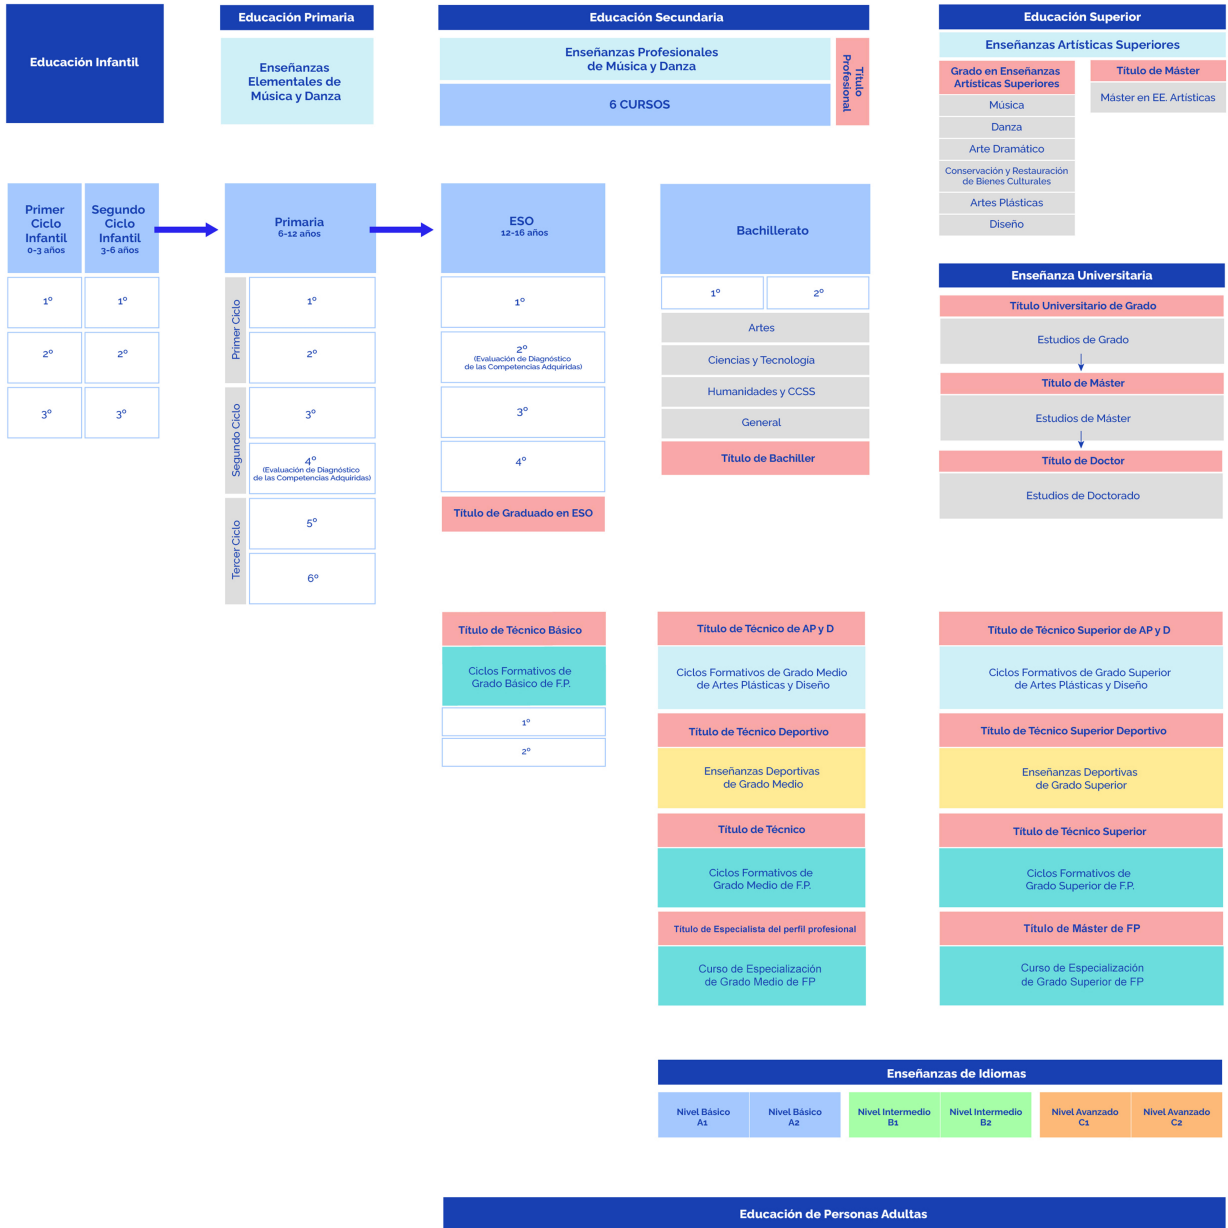 Educación Infantil
Educación Primaria
Enseñanzas
Elementales de
Música y Danza
Educación Secundaria
Enseñanzas Profesionales
de Música y Danza
6 CURSOS
Título
Profesional
Educación Superior
Enseñanzas Artísticas Superiores
Grado en Enseñanzas
Artísticas Superiores
Música
Danza
Arte Dramático
Conservación y Restauración
de Bienes Culturales
Artes Plásticas
Diseño
Título de Máster
Máster en EE. Artísticas
Primer
Ciclo
Infantil
0-3 años
1º
2º
3º
Segundo
Ciclo
Infantil
3-6 años
1º
2º
3º
Primaria
6-12 años
Primer Ciclo
1º
2º
Segundo Ciclo
3º
4º
(Evaluación de Diagnóstico
de las Competencias Adquiridas)
Tercer Ciclo
5º
6º
ESO
12-16 años
1º
2º
(Evaluación de Diagnóstico
de las Competencias Adquiridas)
3º
4º
Título de Graduado en ESO
Bachillerato
1º
2º
Artes
Ciencias y Tecnología
Humanidades y CCSS
General
Título de Bachiller
Enseñanza Universitaria
Título Universitario de Grado
Estudios de Grado
Título de Máster
Estudios de Máster
Título de Doctor
Estudios de Doctorado
Título de Técnico Básico
Ciclos Formativos de
Grado Básico de F.P.
1º
2º
Título de Técnico de AP y D
Ciclos Formativos de Grado Medio
de Artes Plásticas y Diseño
Título de Técnico Deportivo
Enseñanzas Deportivas
de Grado Medio
Título de Técnico
Ciclos Formativos de
Grado Medio de F.P.
Título de Especialista del perfil profesional
Curso de Especialización
de Grado Medio de FP
Título de Técnico Superior de AP y D
Ciclos Formativos de Grado Superior
de Artes Plásticas y Diseño
Título de Técnico Superior Deportivo
Enseñanzas Deportivas
de Grado Superior
Título de Técnico Superior
Ciclos Formativos de
Grado Superior de F.P.
Título de Máster de FP
Curso de Especialización
de Grado Superior de FP
Enseñanzas de Idiomas
Nivel Básico
A1
Nivel Básico
A2
Nivel Intermedio
B1
Nivel Intermedio
B2
Nivel Avanzado
C1
Nivel Avanzado
C2
Educación de Personas Adultas